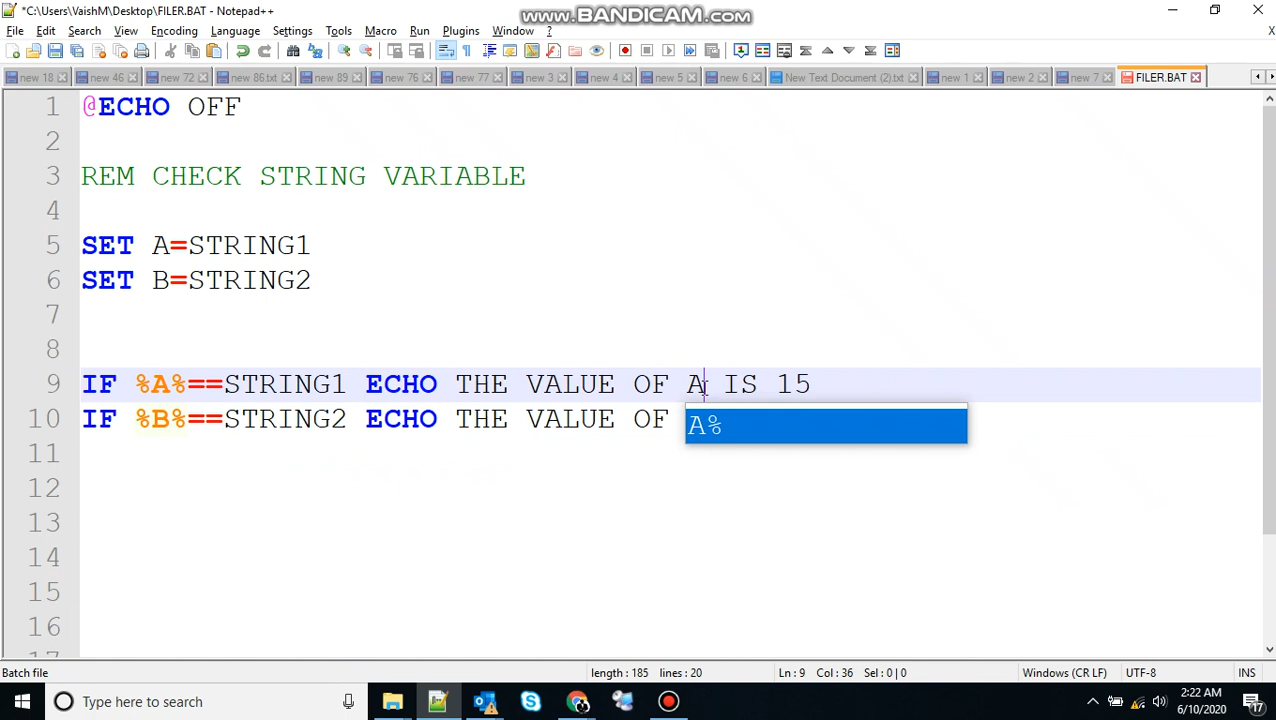 *C:\Users\VaishM\Desktop\FILER.BAT - Notepad++
www.BANDICAM.com
File Edit Search View Encoding Language Settings Tools Macro Run Plugins Window ?
X
new 18 new 46 new 72 new 86.txt new 89 new 76 new 77 new 3 new 4 new 5 new 6 New Text Document (2).txt new 1 new 2 new 7 FILER.BAT
1 @ECHO OFF
2
3 REM CHECK STRING VARIABLE
4
5 SET A=STRING1
6 SET B=STRING2
7
8
9 IF %A%==STRING1 ECHO THE VALUE OF A IS 15
10 IF %B%==STRING2 ECHO THE VALUE OF
A%
11
12
13
14
15
16
17
Batch file length : 185 lines : 20 Ln : 9 Col : 36 Sel : 0 | 0 Windows (CR LF) UTF-8 INS
Type here to search
2:22 AM
6/10/2020
17